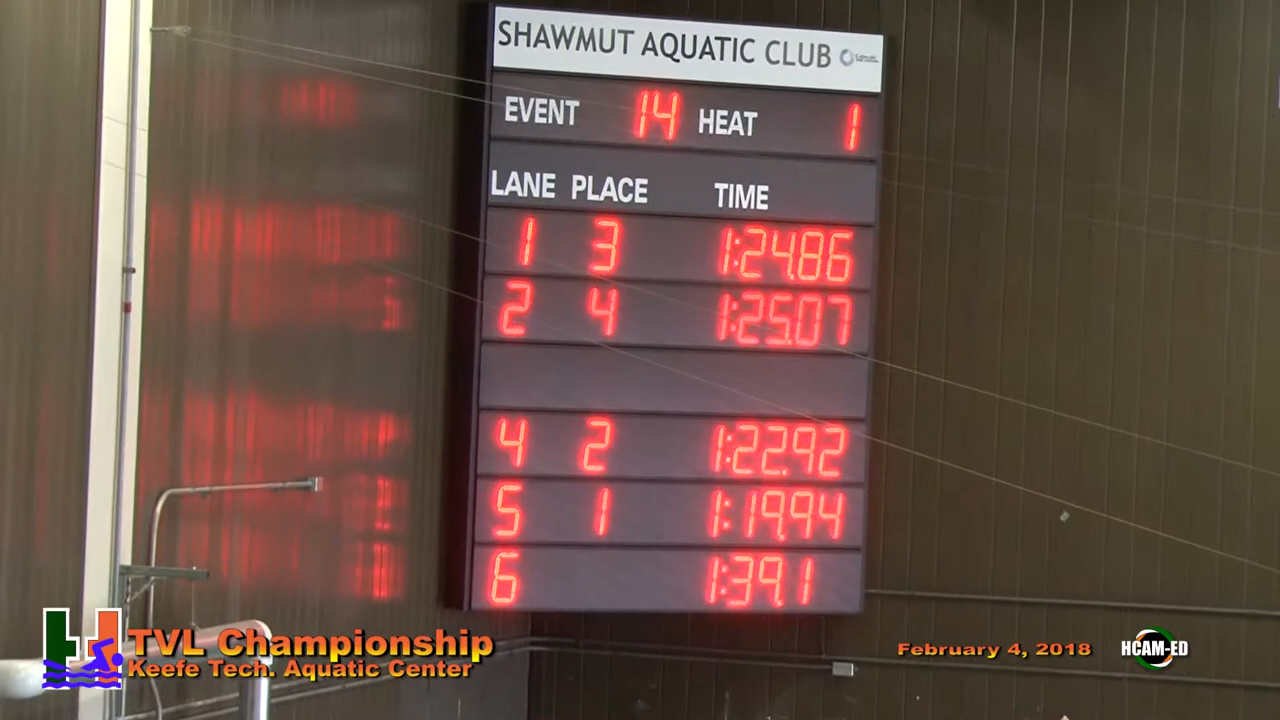 SHAWMUT AQUATIC CLUB
EVENT 14 HEAT 1
LANE PLACE TIME
1 3 1:24.86
2 4 1:25.07
4 2 1:22.92
5 1 1:19.94
6 1:39.1
TVL Championship
Keefe Tech. Aquatic Center
February 4, 2018
HCAM-ED